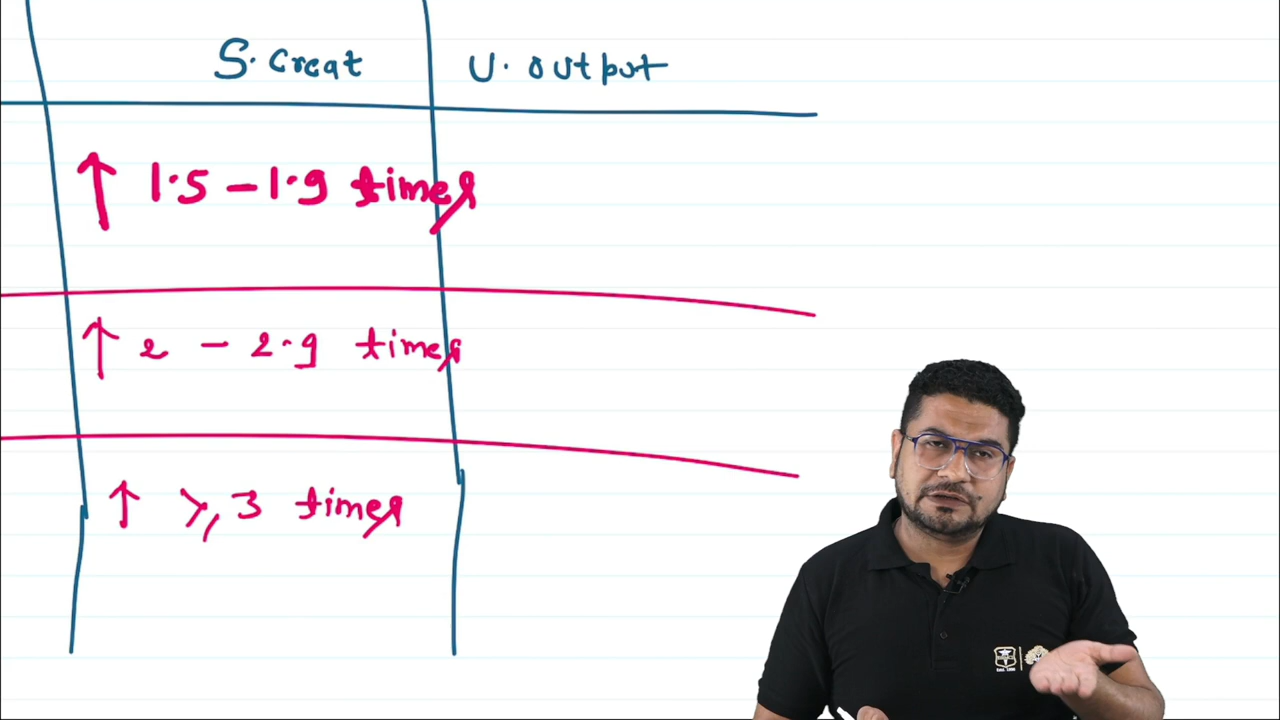 S. Creat U. output
↑ 1.5 - 1.9 times
↑ 2 - 2.9 times
↑ ≥ 3 times